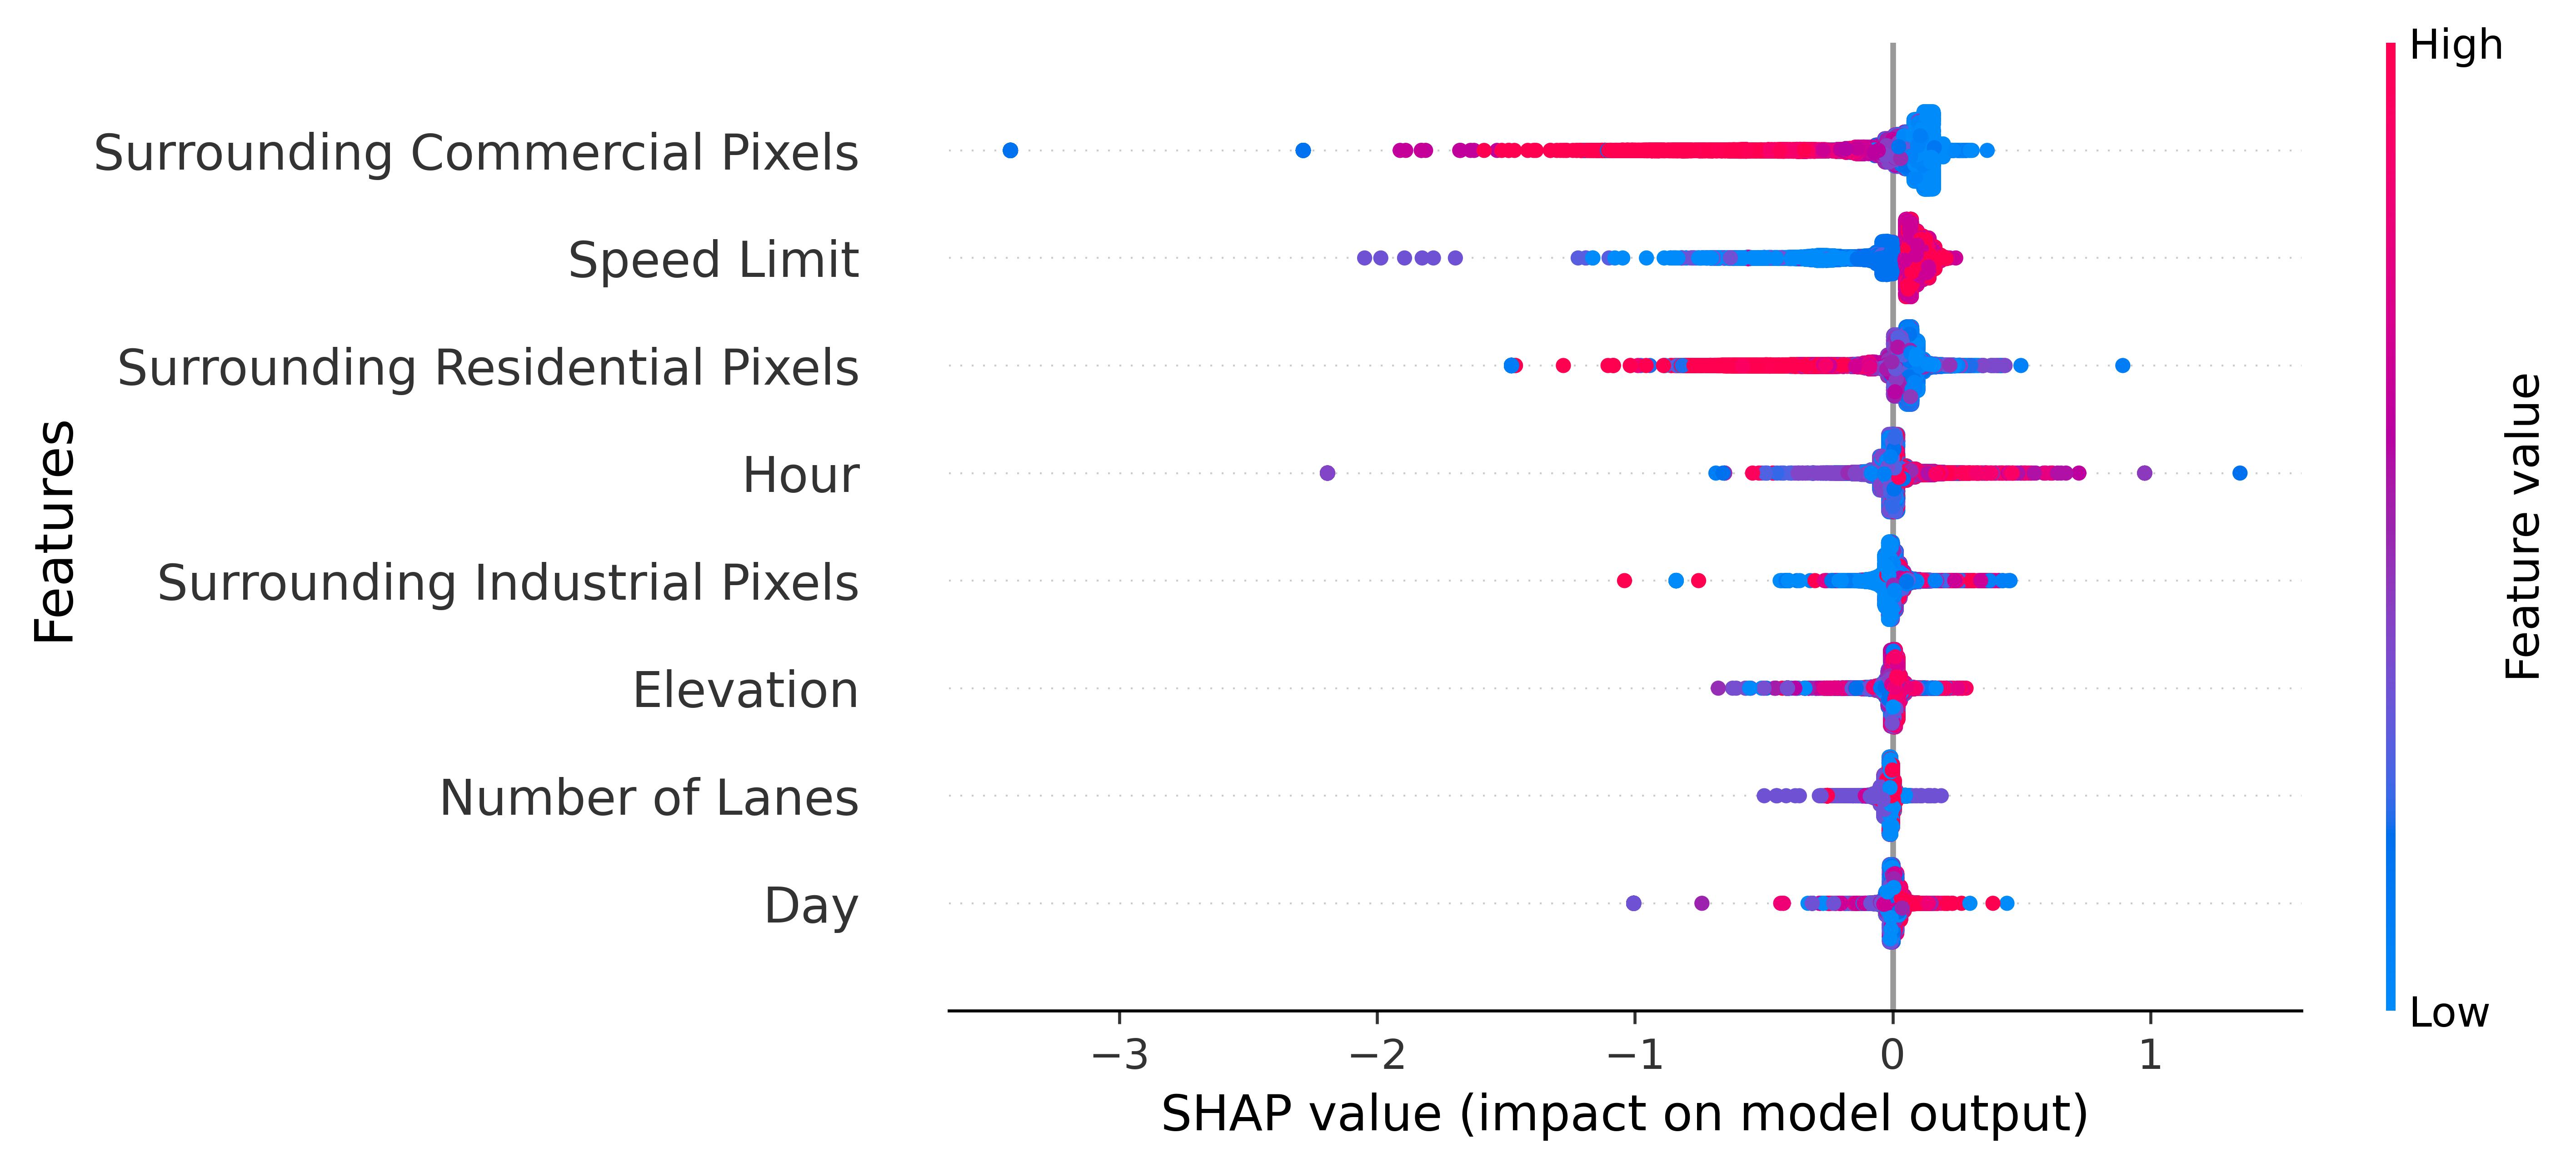 High
Surrounding Commercial Pixels
Speed Limit
Surrounding Residential Pixels
Hour
Surrounding Industrial Pixels
Elevation
Number of Lanes
Day
Features
Feature value
Low
−3 −2 −1 0 1
SHAP value (impact on model output)